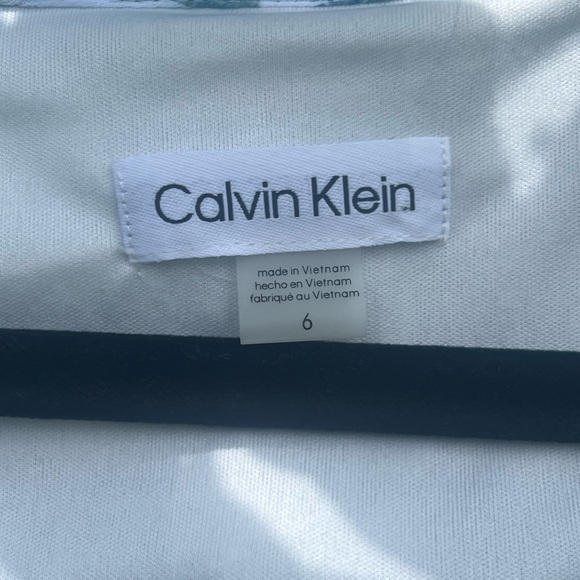 Calvin Klein
made in Vietnam
hecho en Vietnam
fabriqué au Vietnam
6